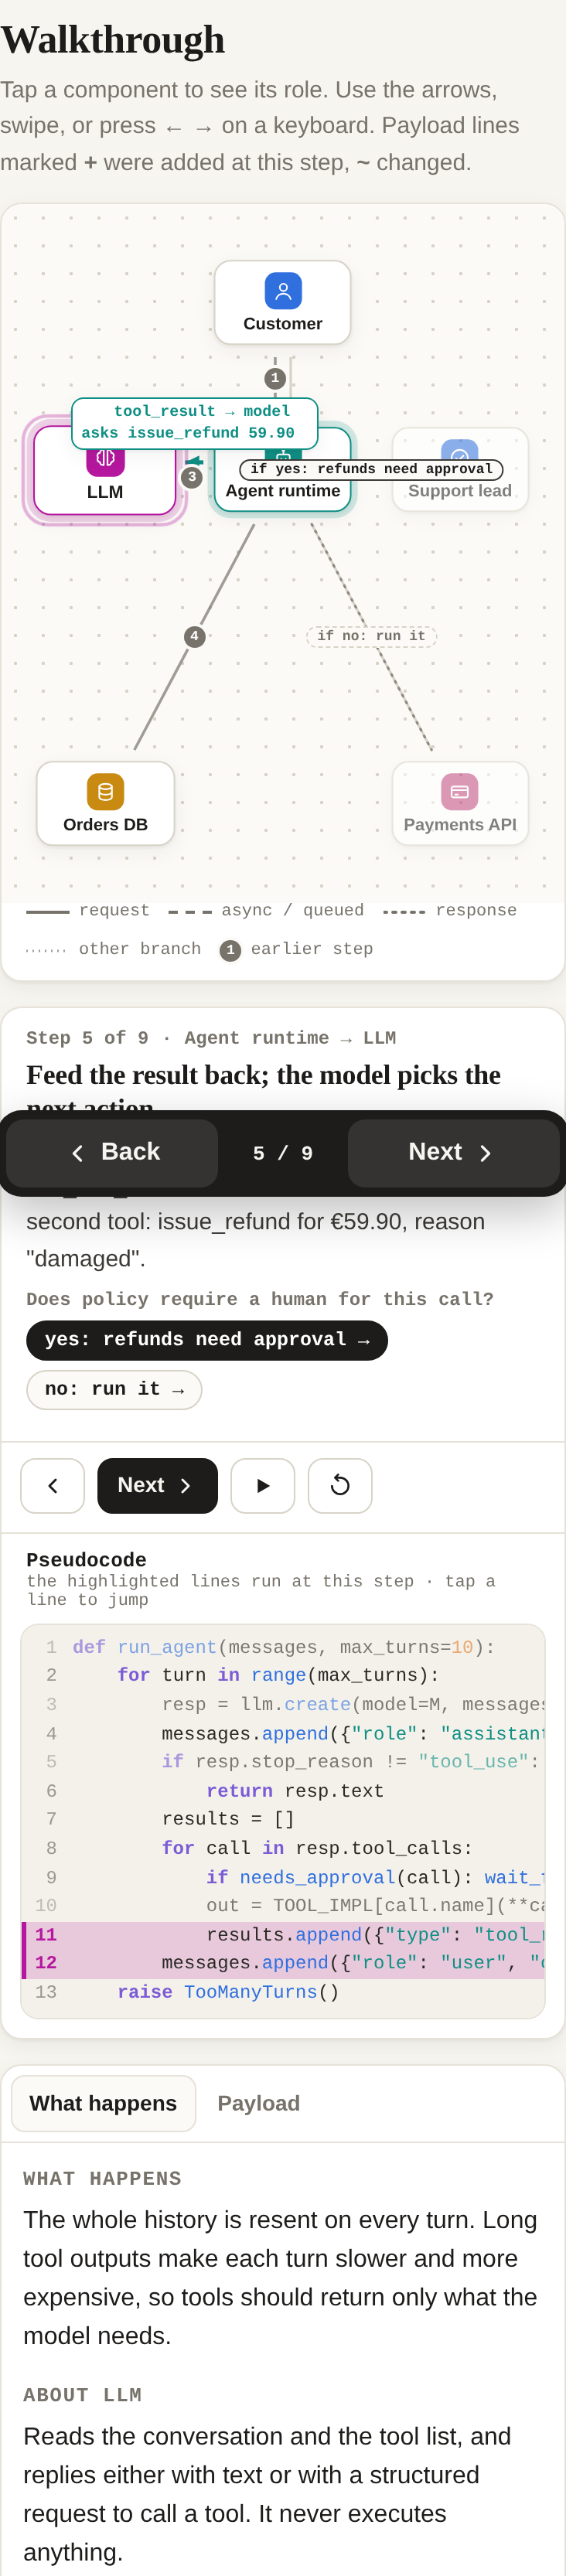 Walkthrough
Tap a component to see its role. Use the arrows,
swipe, or press ← → on a keyboard. Payload lines
marked + were added at this step, ~ changed.
Customer
1
tool_result → model
asks issue_refund 59.90
3
if yes: refunds need approval
LLM
Agent runtime
Support lead
4
if no: run it
Orders DB
Payments API
request
async / queued
response
other branch
1 earlier step
Step 5 of 9 · Agent runtime → LLM
Feed the result back; the model picks the
next action
Back
5 / 9
Next
second tool: issue_refund for €59.90, reason
"damaged".
Does policy require a human for this call?
yes: refunds need approval →
no: run it →
Next
Pseudocode
the highlighted lines run at this step · tap a
line to jump
1 def run_agent(messages, max_turns=10):
2 for turn in range(max_turns):
3 resp = llm.create(model=M, messages
4 messages.append({"role": "assistant
5 if resp.stop_reason != "tool_use":
6 return resp.text
7 results = []
8 for call in resp.tool_calls:
9 if needs_approval(call): wait_
10 out = TOOL_IMPL[call.name](**ca
11 results.append({"type": "tool_
12 messages.append({"role": "user", "
13 raise TooManyTurns()
What happens
Payload
WHAT HAPPENS
The whole history is resent on every turn. Long
tool outputs make each turn slower and more
expensive, so tools should return only what the
model needs.
ABOUT LLM
Reads the conversation and the tool list, and
replies either with text or with a structured
request to call a tool. It never executes
anything.